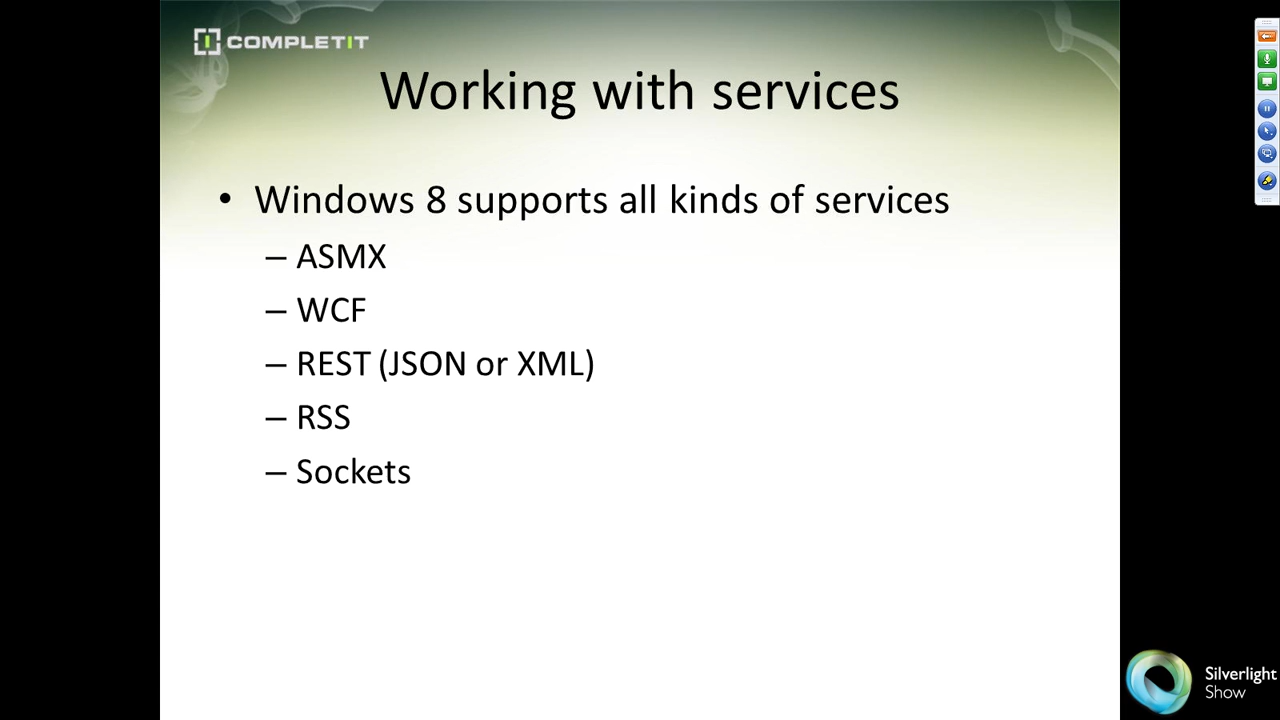 COMPLETIT
Working with services
• Windows 8 supports all kinds of services
– ASMX
– WCF
– REST (JSON or XML)
– RSS
– Sockets
Silverlight
Show